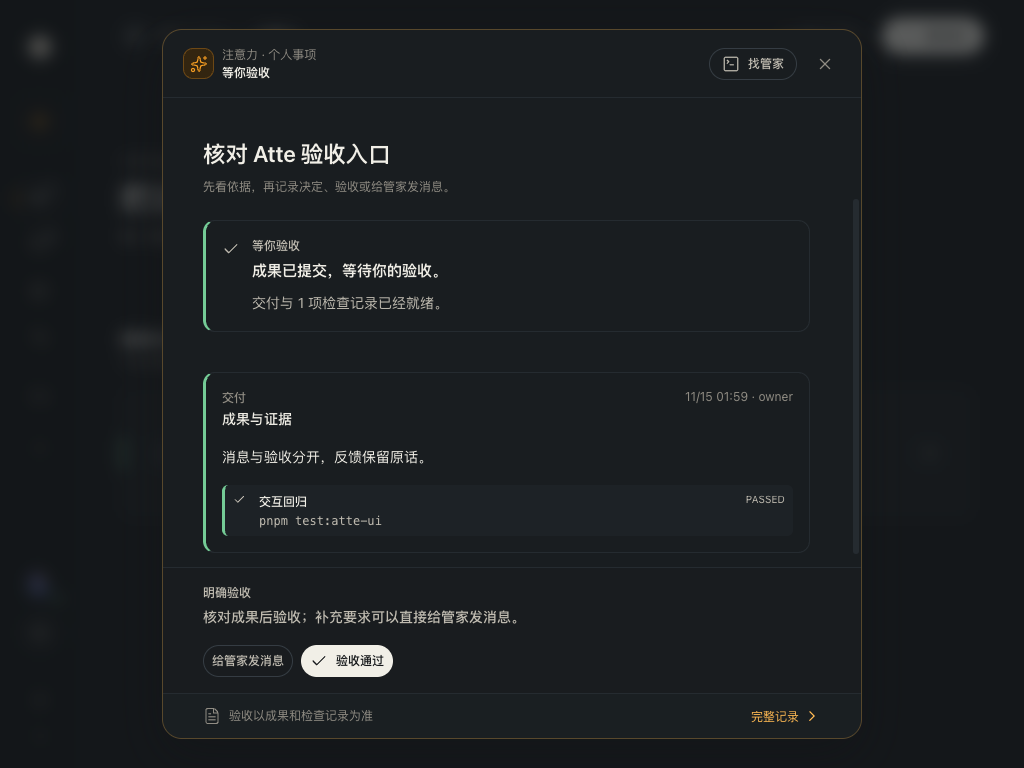 注意力 · 个人事项
等你验收
找管家
核对 Atte 验收入口
先看依据，再记录决定、验收或给管家发消息。
等你验收
成果已提交，等待你的验收。
交付与 1 项检查记录已经就绪。
交付
11/15 01:59 · owner
成果与证据
消息与验收分开，反馈保留原话。
交互回归
PASSED
pnpm test:atte-ui
明确验收
核对成果后验收；补充要求可以直接给管家发消息。
给管家发消息
验收通过
验收以成果和检查记录为准
完整记录